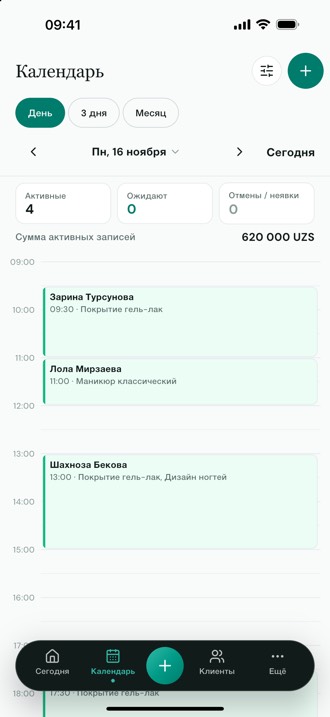 09:41
Календарь
День
3 дня
Месяц
Пн, 16 ноября
Сегодня
Активные
4
Ожидают
0
Отмены / неявки
0
Сумма активных записей
620 000 UZS
09:00
Зарина Турсунова
09:30 · Покрытие гель-лак
10:00
11:00
Лола Мирзаева
11:00 · Маникюр классический
12:00
13:00
Шахноза Бекова
13:00 · Покрытие гель-лак, Дизайн ногтей
14:00
15:00
16:00
Сегодня
Календарь
Клиенты
Ещё
18:00
17:30 · Покрытие гель-лак